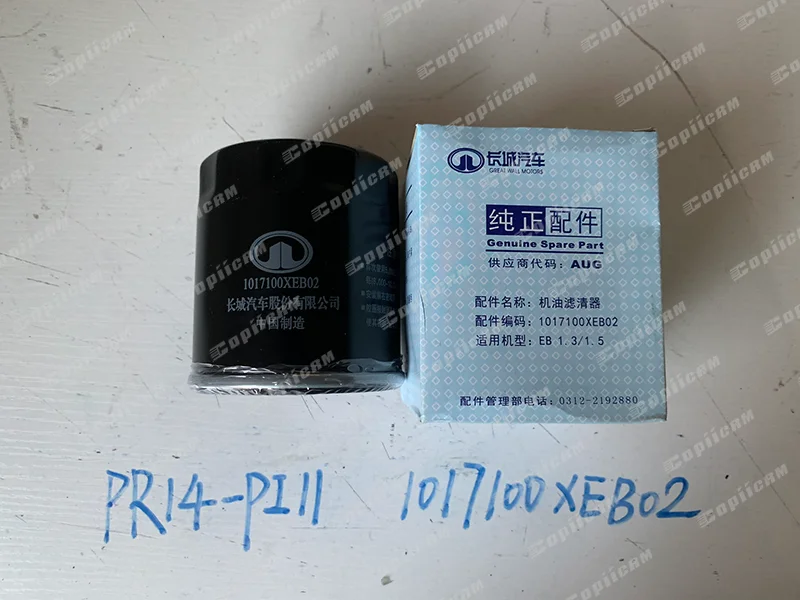 1017100XEB02
长城汽车股份有限公司
中国制造
长城汽车
GREAT WALL MOTORS
纯正配件
Genuine Spare Part
供应商代码：AUG
配件名称：机油滤清器
配件编码：1017100XEB02
适用机型：EB 1.3/1.5
配件管理部电话：0312-2192880
PR14-PI11 1017100XEB02
CopiiCAM